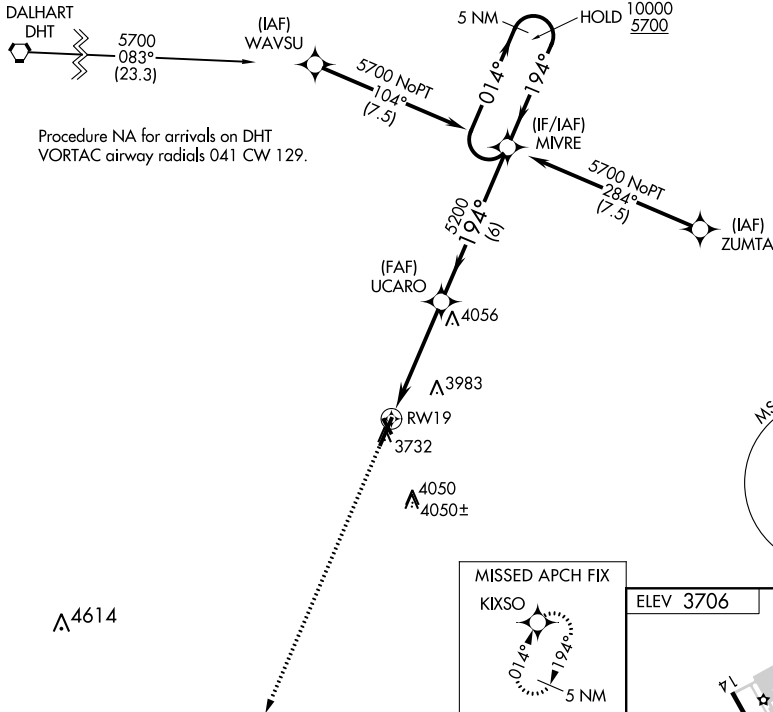 DALHART
DHT
5700
083°
(23.3)
(IAF)
WAVSU
5700 NoPT
104°
(7.5)
5 NM
HOLD
10000
5700
014°
194°
(IF/IAF)
MIVRE
Procedure NA for arrivals on DHT
VORTAC airway radials 041 CW 129.
5700 NoPT
284°
(7.5)
(IAF)
ZUMTA
5200
194°
(6)
(FAF)
UCARO
4056
3983
RW19
3732
4050
4050±
MS
4614
MISSED APCH FIX
KIXSO
014°
194°
5 NM
ELEV 3706
14